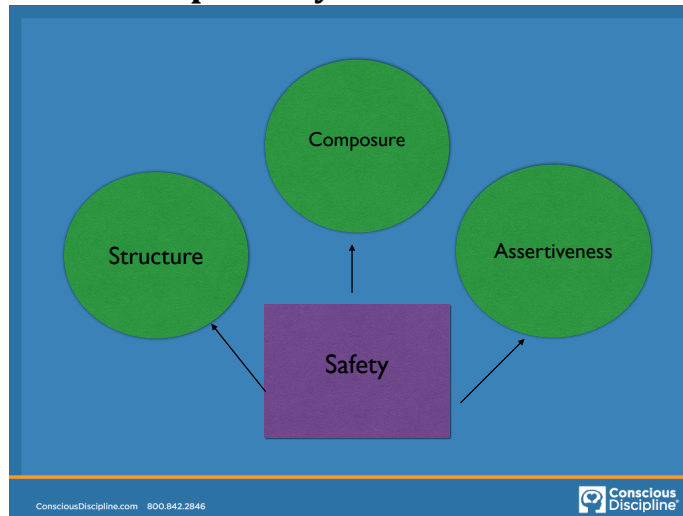 Composure
Structure
Assertiveness
Safety
ConsciousDiscipline.com 800.842.2846
Conscious
Discipline®